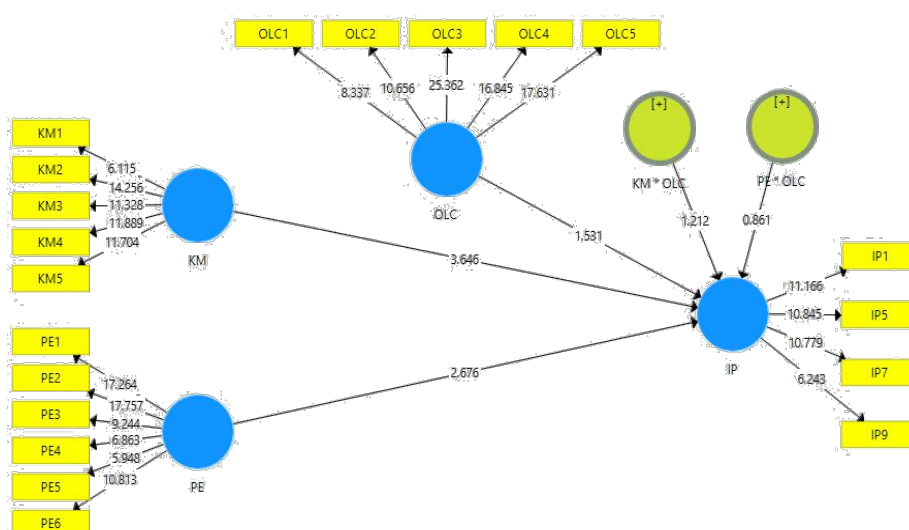 OLC1 OLC2 OLC3 OLC4 OLC5
8.337 10.656 25.362 16.845 17.631
[+] [+]
KM * OLC PE * OLC
OLC
1.212 0.861
1.531
KM1
KM2
KM3
KM4
KM5
6.115
14.256
11.328
11.889
11.704
KM
3.646
PE1
PE2
PE3
PE4
PE5
PE6
17.264
17.757
9.244
6.863
5.948
10.813
PE
2.676
IP
11.166
10.845
10.779
6.243
IP1
IP5
IP7
IP9